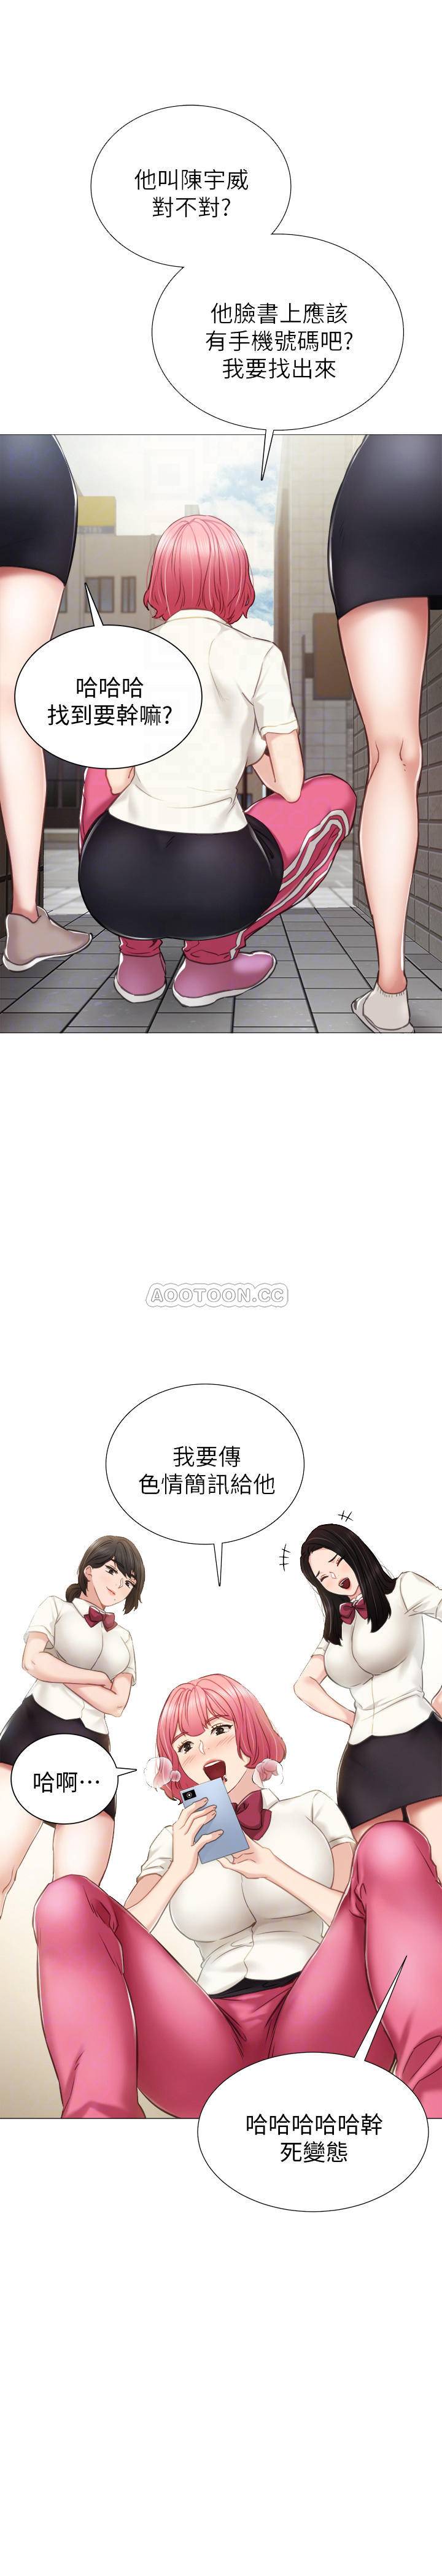 他叫陳宇威
對不對?
他臉書上應該
有手機號碼吧?
我要找出來
哈哈哈
找到要幹嘛?
AOOTOON.CC
我要傳
色情簡訊給他
哈啊⋯
哈哈哈哈哈幹
死變態